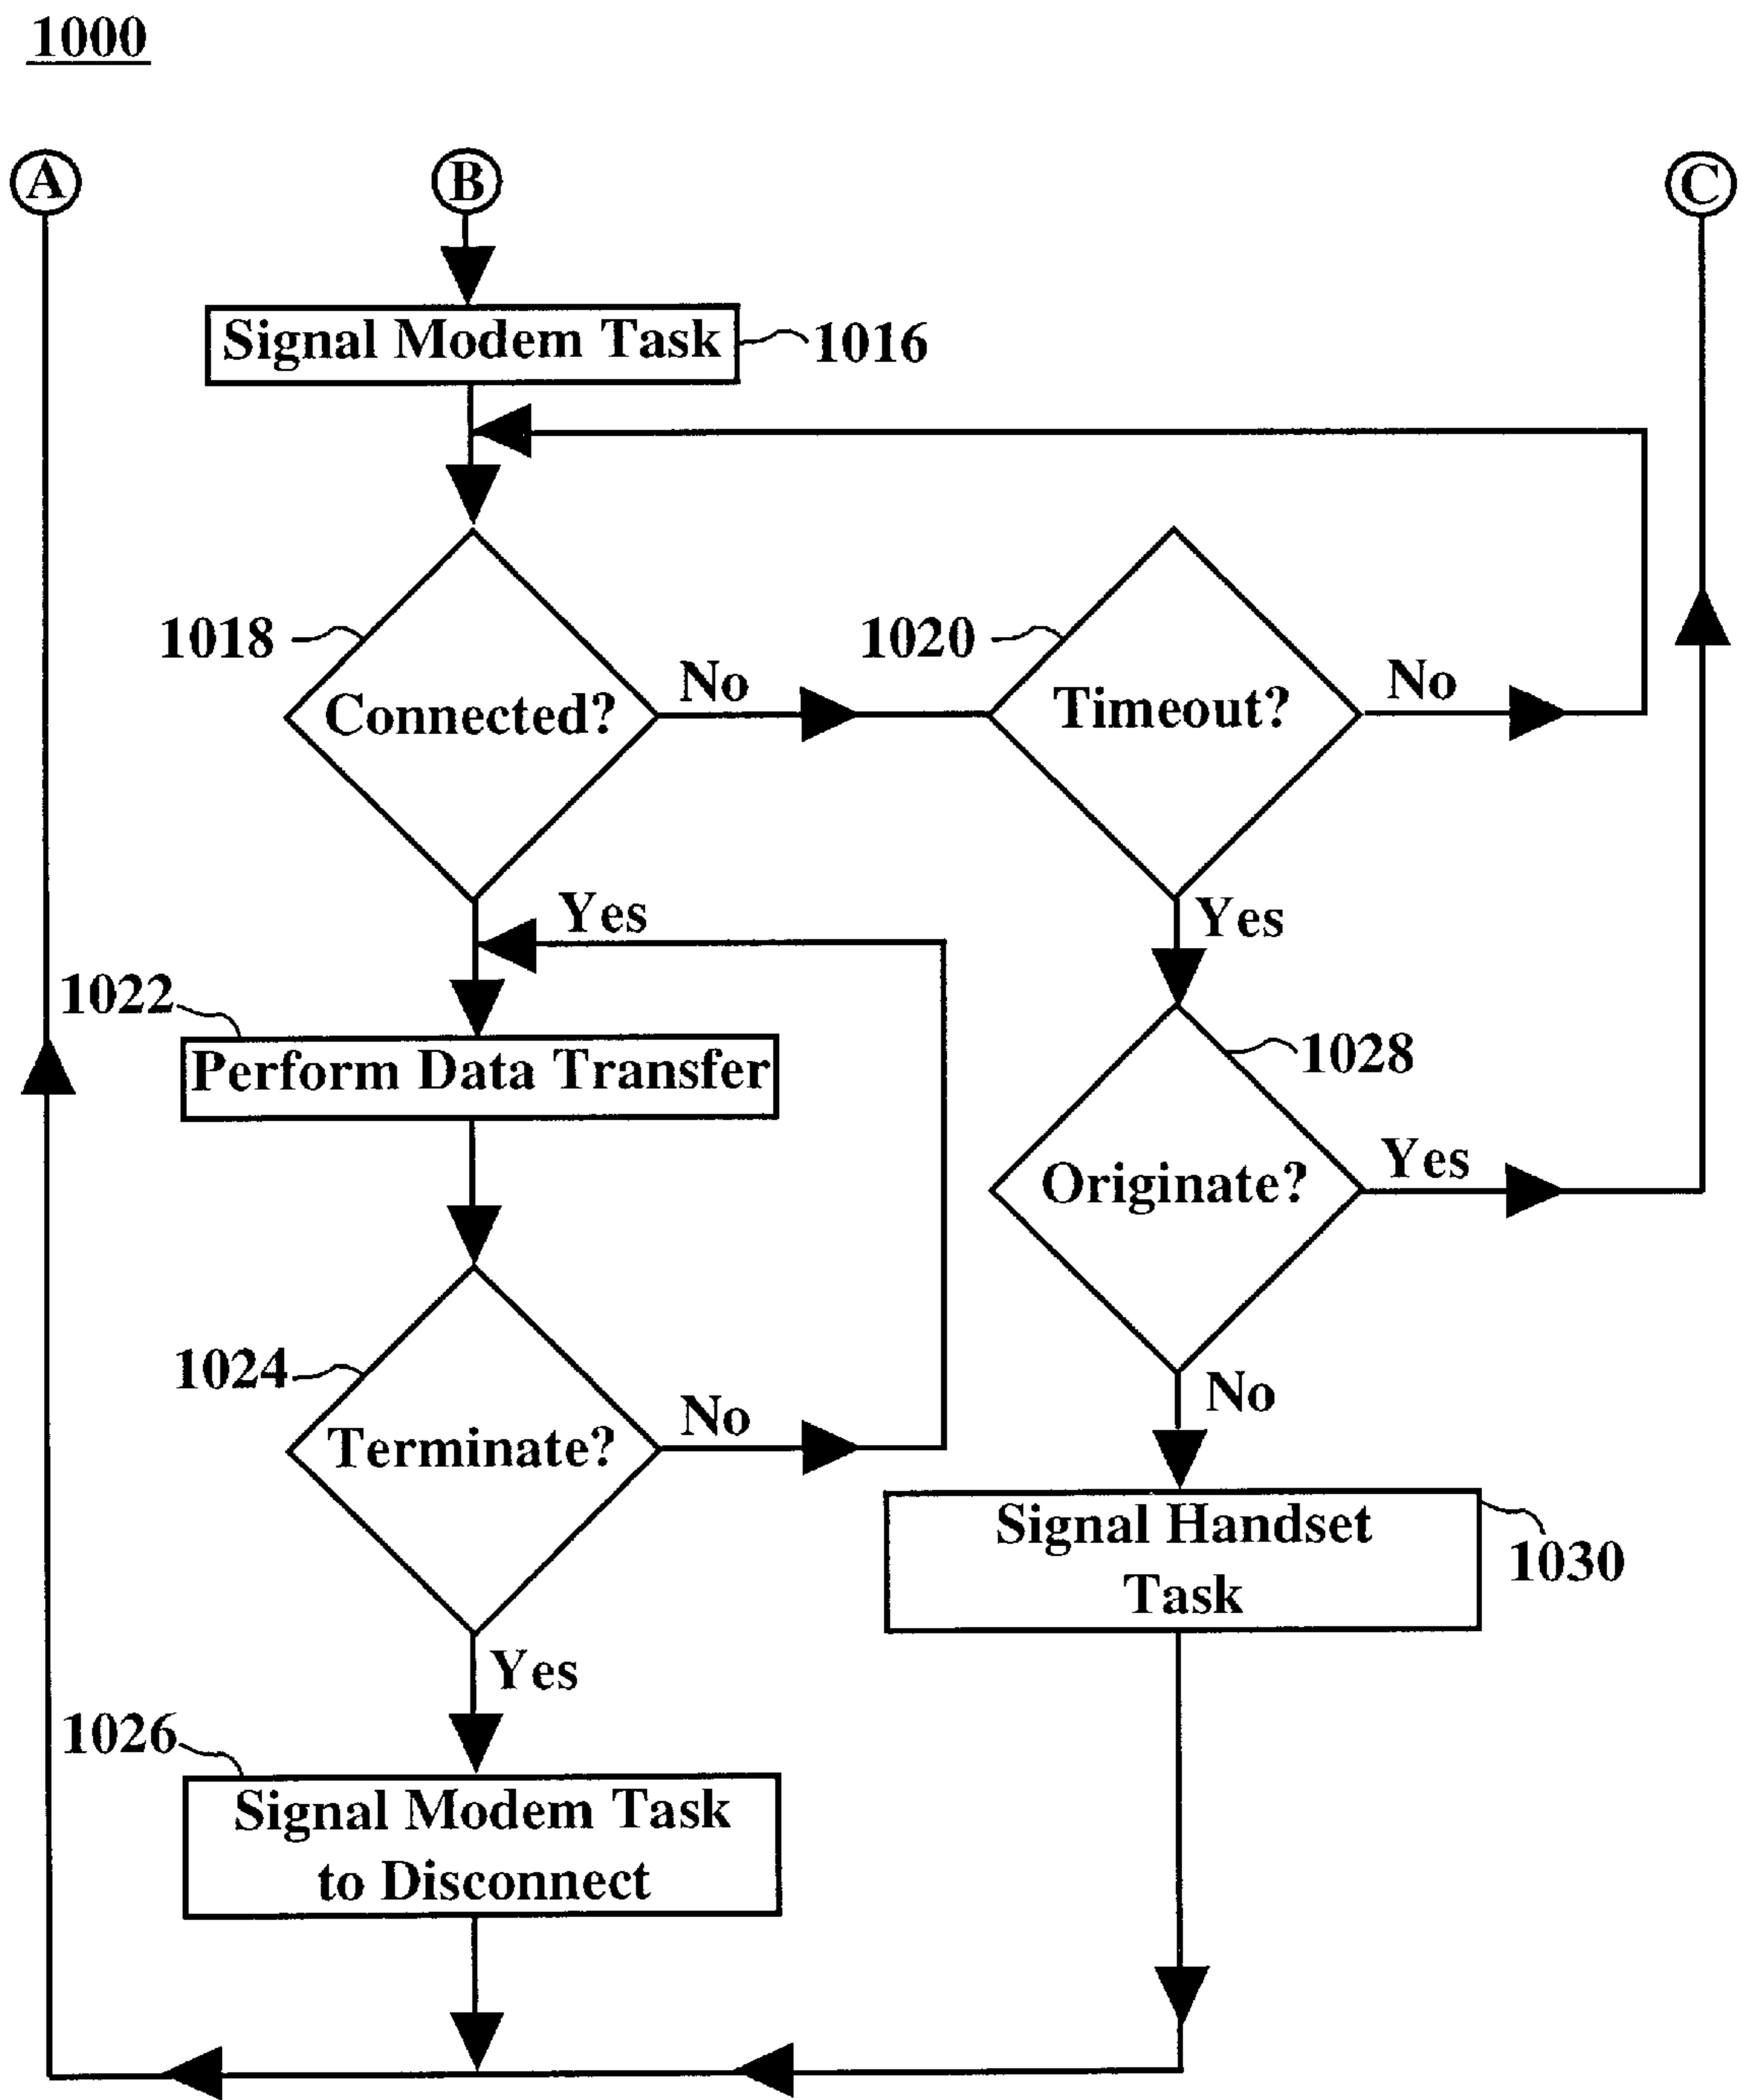 1000
A
B
C
Signal Modem Task
1016
1018
Connected?
No
1020
Timeout?
No
Yes
Yes
1022
Perform Data Transfer
1028
Originate?
Yes
1024
Terminate?
No
No
Signal Handset
Task
1030
Yes
1026
Signal Modem Task
to Disconnect